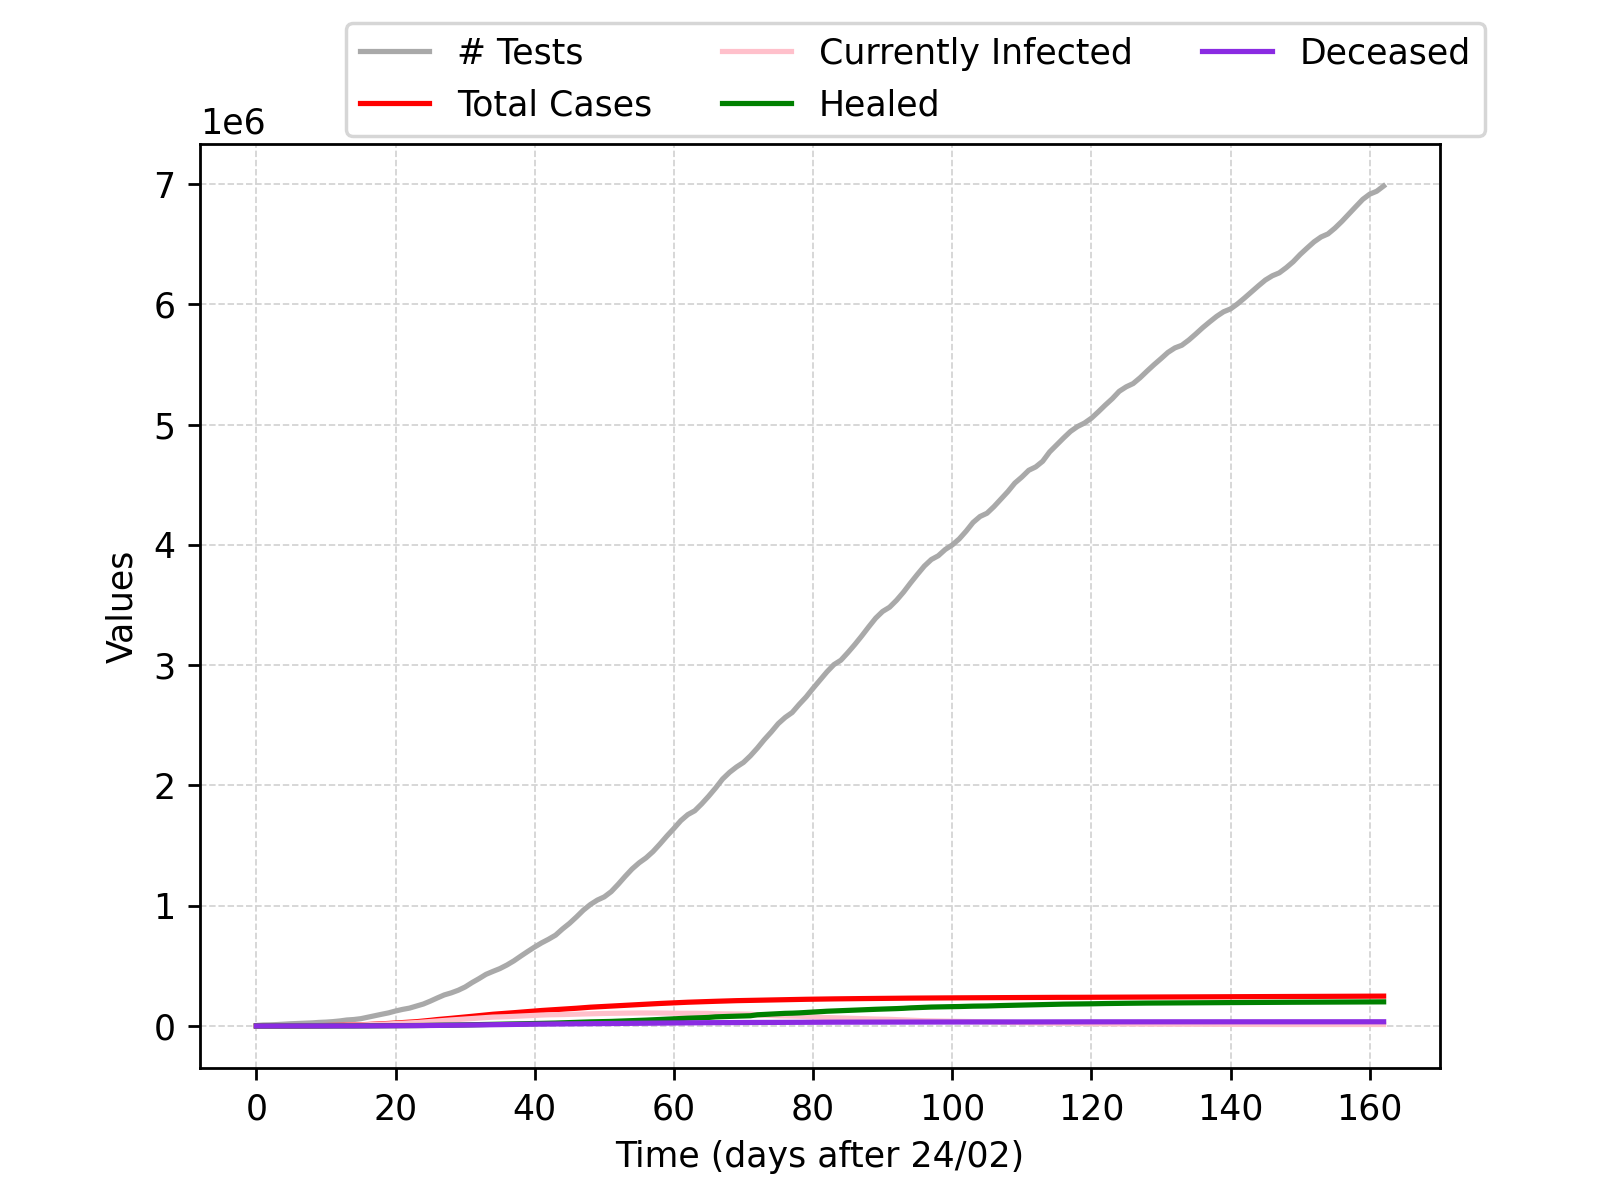 # Tests Currently Infected Deceased
Total Cases Healed
1e6
7
6
5
4
3
2
1
0
Values
0 20 40 60 80 100 120 140 160
Time (days after 24/02)